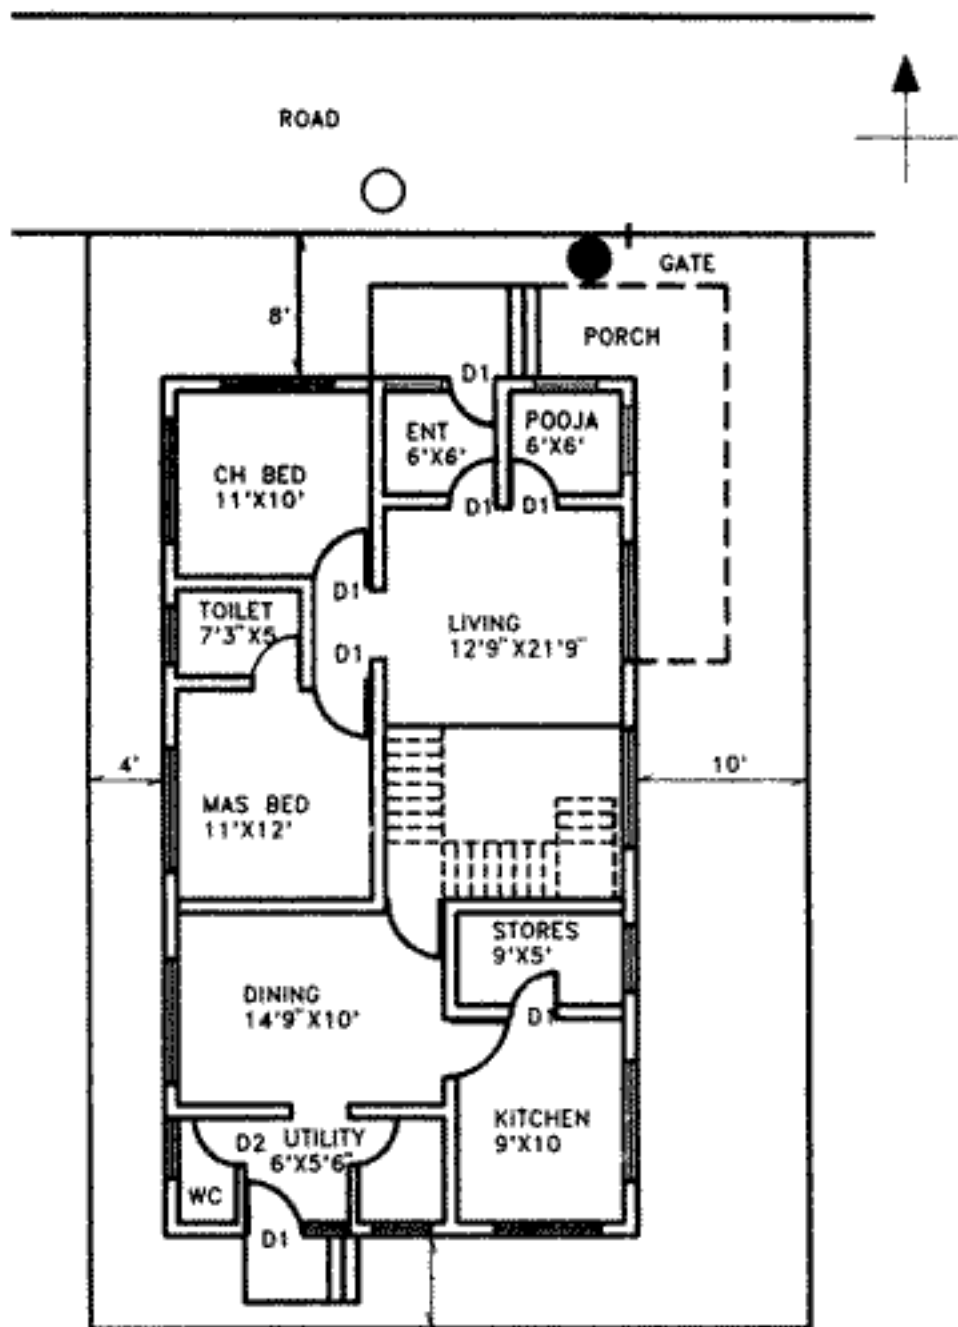 ROAD
GATE
8'
PORCH
D1
ENT
6'X6'
POOJA
6'X6'
CH BED
11'X10'
D1
D1
D1
TOILET
7'3"X5
LIVING
12'9"X21'9"
D1
4'
10'
MAS BED
11'X12'
STORES
9'X5'
DINING
14'9"X10'
D1
KITCHEN
9'X10
D2
UTILITY
6'X5'6"
WC
D1